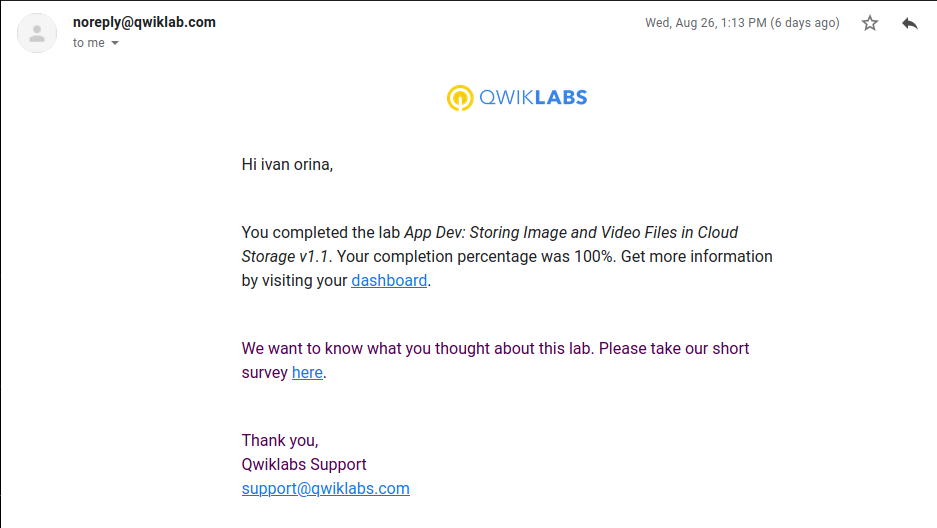 noreply@qwiklab.com
Wed, Aug 26, 1:13 PM (6 days ago)
to me
QWIKLABS
Hi ivan orina,
You completed the lab App Dev: Storing Image and Video Files in Cloud
Storage v1.1. Your completion percentage was 100%. Get more information
by visiting your dashboard.
We want to know what you thought about this lab. Please take our short
survey here.
Thank you,
Qwiklabs Support
support@qwiklabs.com